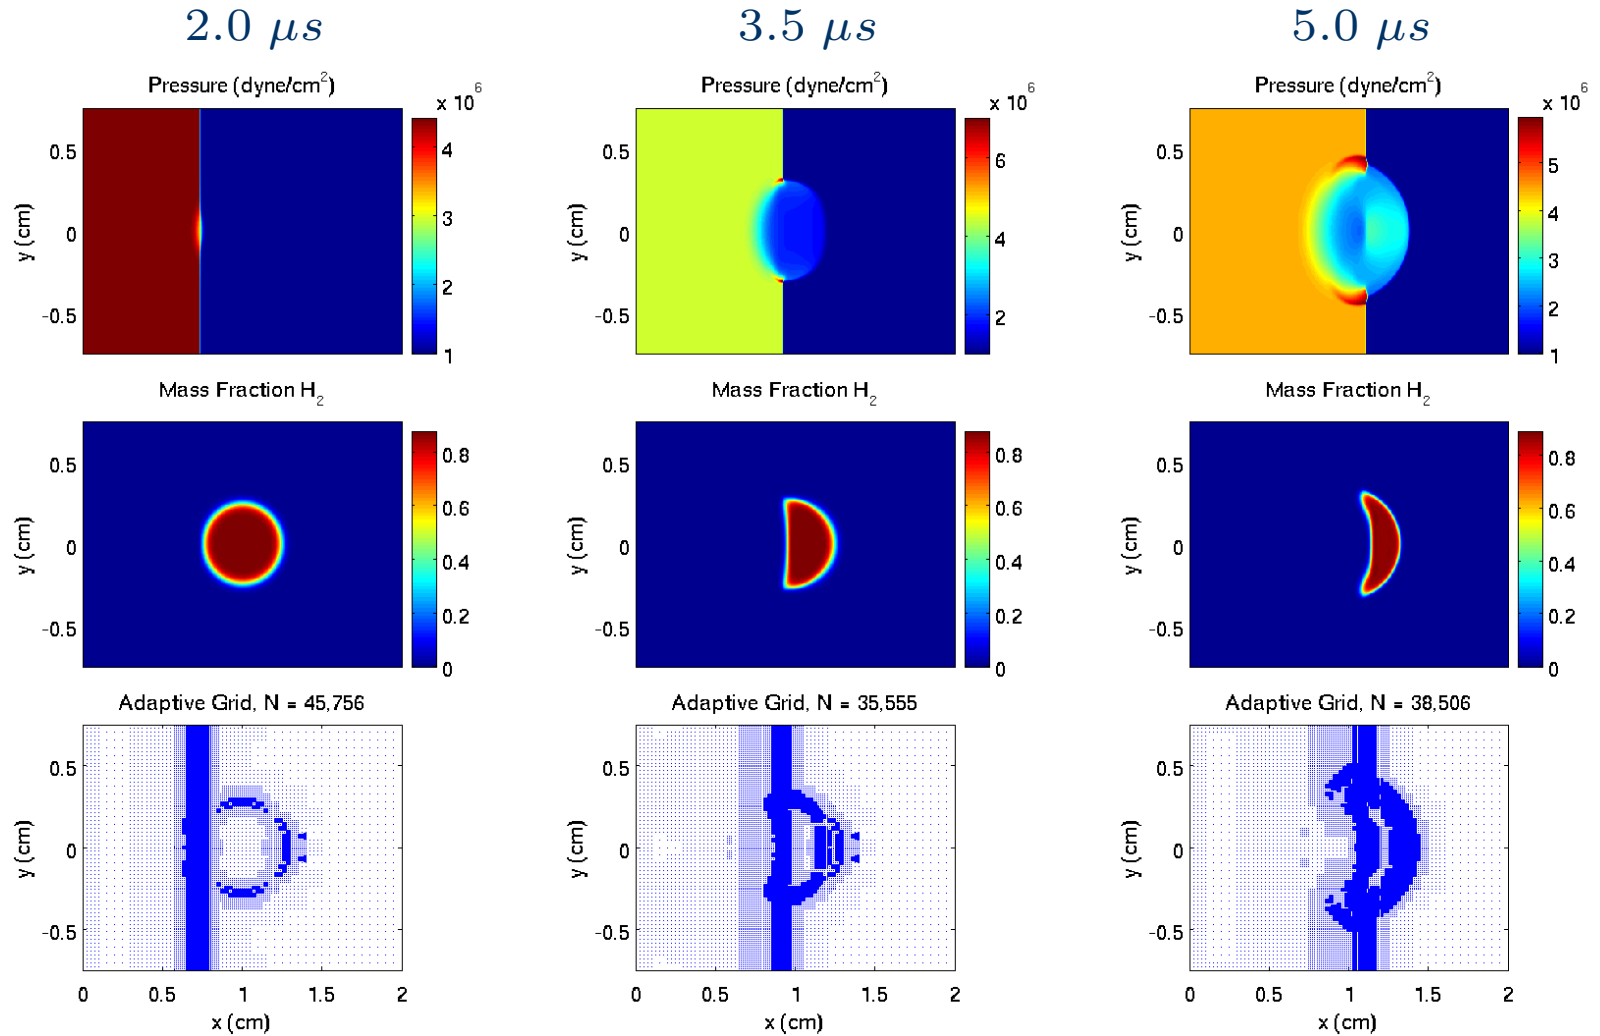 2.0 μs
3.5 μs
5.0 μs
Pressure (dyne/cm²)
x 10⁶
y (cm)
0.5
0
-0.5
4
3
2
1
Pressure (dyne/cm²)
x 10⁶
y (cm)
0.5
0
-0.5
6
4
2
Pressure (dyne/cm²)
x 10⁶
y (cm)
0.5
0
-0.5
5
4
3
2
1
Mass Fraction H₂
y (cm)
0.5
0
-0.5
0.8
0.6
0.4
0.2
0
Mass Fraction H₂
y (cm)
0.5
0
-0.5
0.8
0.6
0.4
0.2
0
Mass Fraction H₂
y (cm)
0.5
0
-0.5
0.8
0.6
0.4
0.2
0
Adaptive Grid, N = 45,756
y (cm)
0.5
0
-0.5
0 0.5 1 1.5 2
x (cm)
Adaptive Grid, N = 35,555
y (cm)
0.5
0
-0.5
0 0.5 1 1.5 2
x (cm)
Adaptive Grid, N = 38,506
y (cm)
0.5
0
-0.5
0 0.5 1 1.5 2
x (cm)